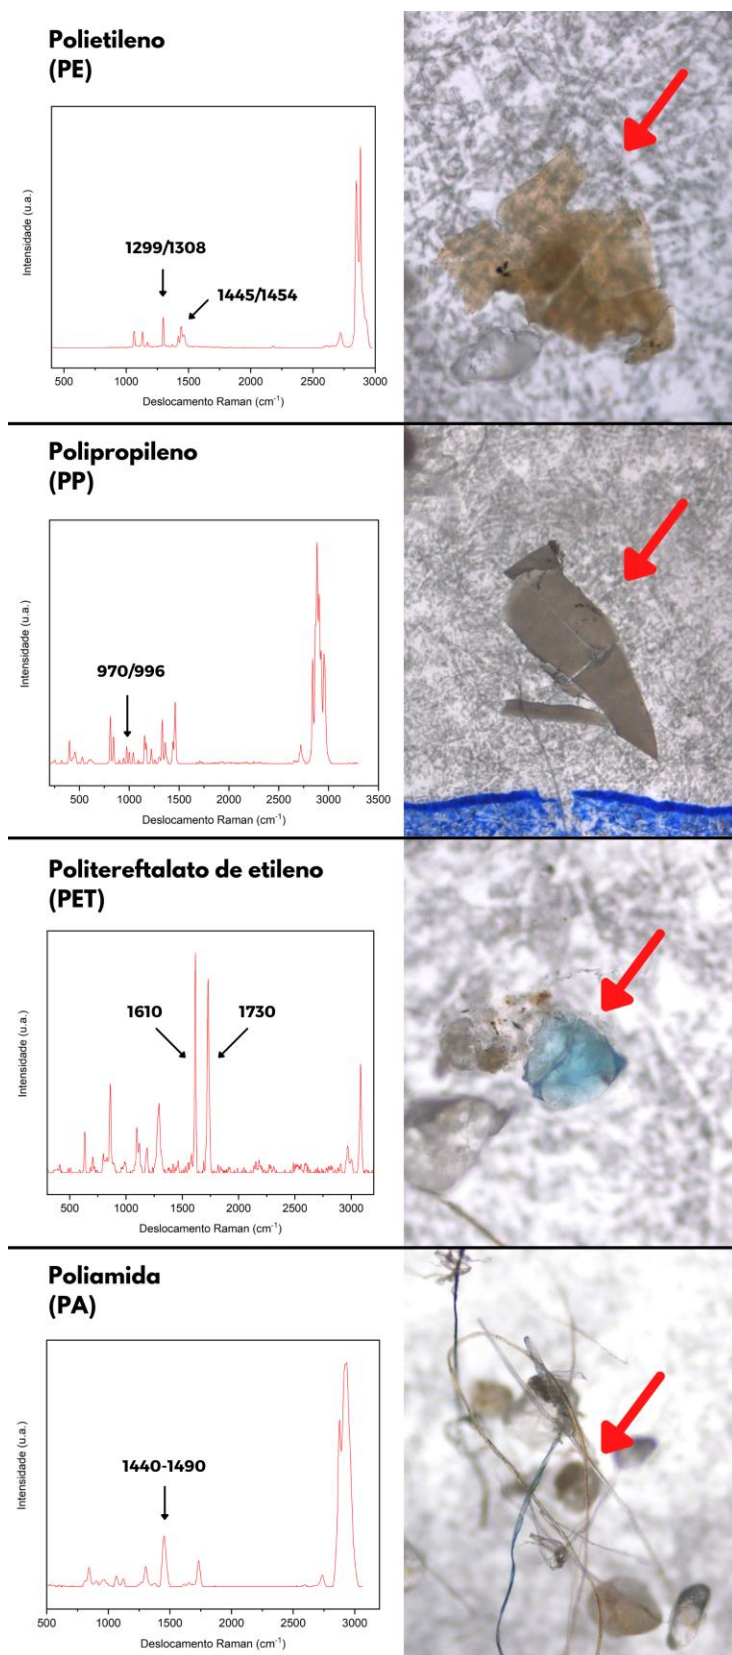 Polietileno
(PE)
Intensidade (u.a.)
1299/1308
1445/1454
500 1000 1500 2000 2500 3000
Deslocamento Raman (cm⁻¹)
Polipropileno
(PP)
Intensidade (u.a.)
970/996
500 1000 1500 2000 2500 3000 3500
Deslocamento Raman (cm⁻¹)
Politereftalato de etileno
(PET)
Intensidade (u.a.)
1610 1730
500 1000 1500 2000 2500 3000
Deslocamento Raman (cm⁻¹)
Poliamida
(PA)
Intensidade (u.a.)
1440-1490
500 1000 1500 2000 2500 3000
Deslocamento Raman (cm⁻¹)